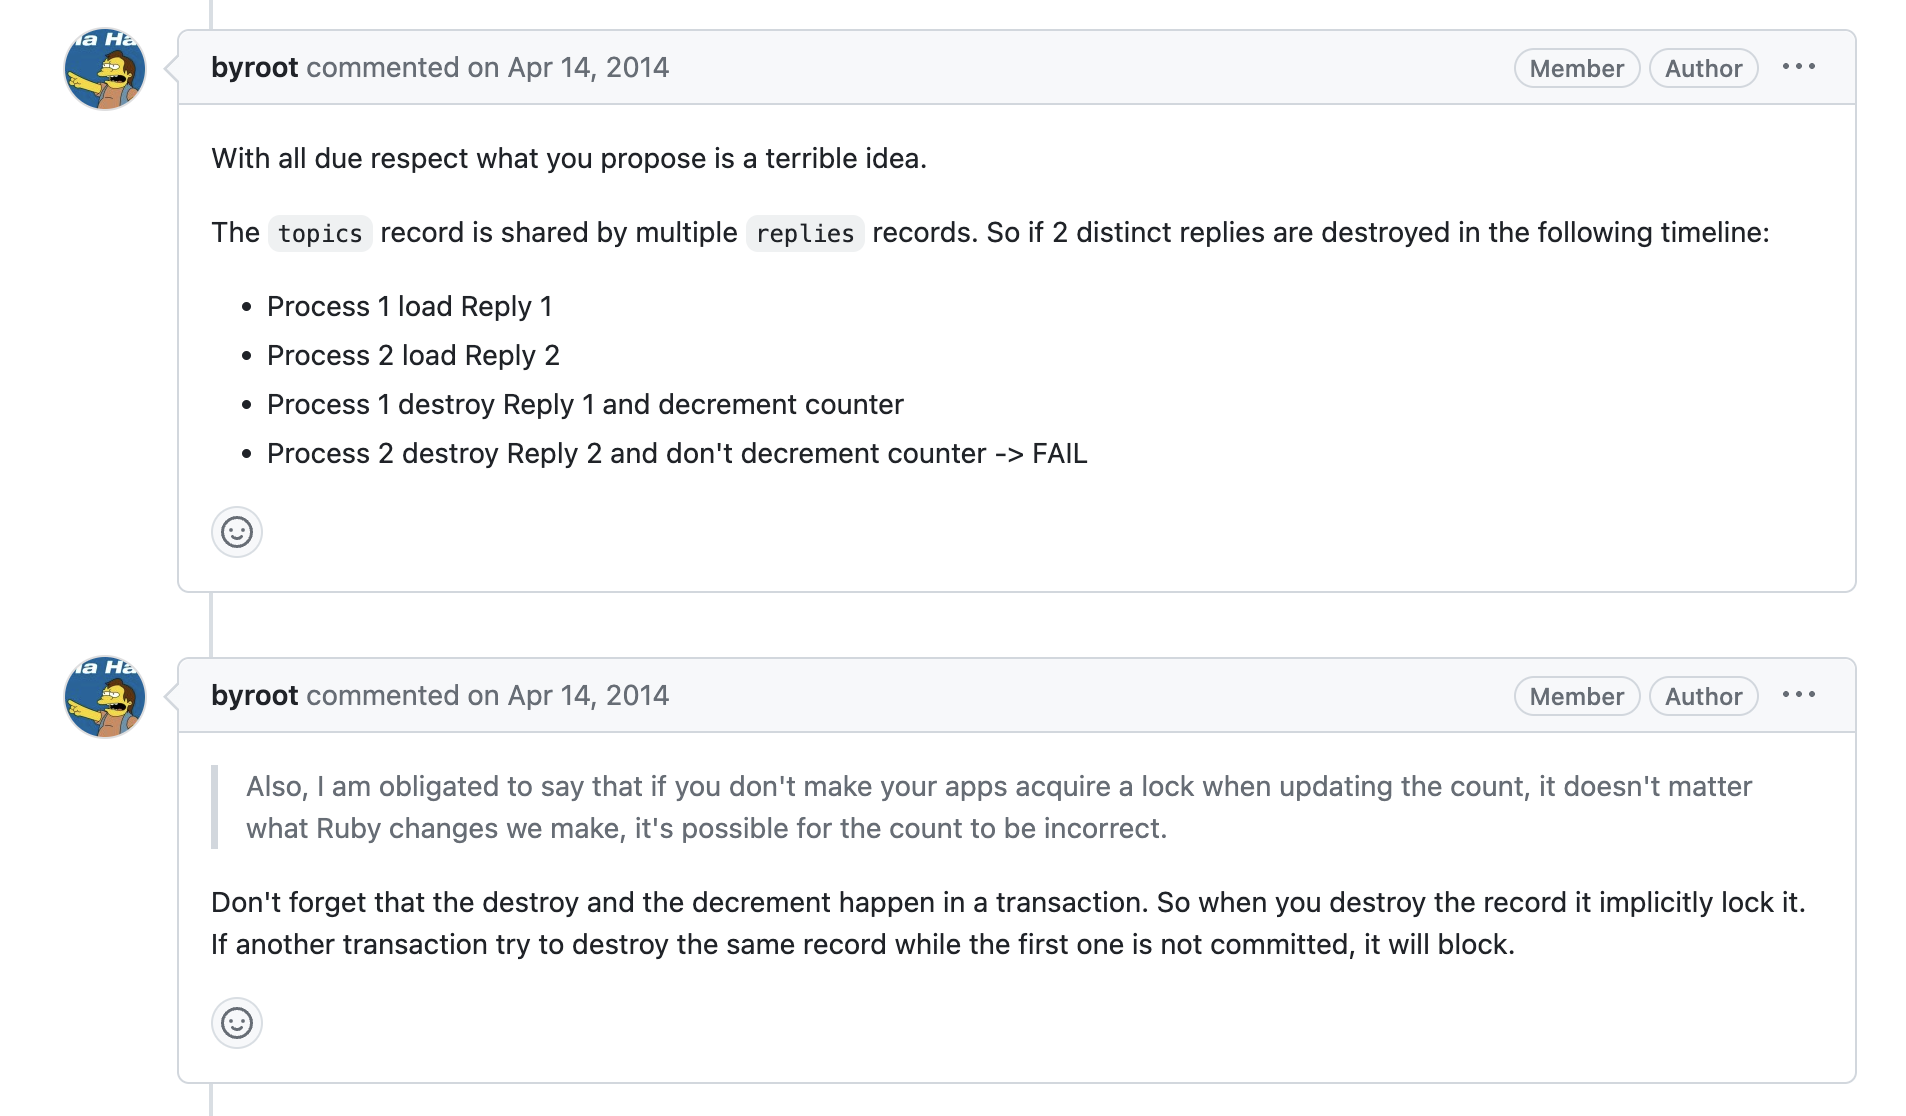 la Ha
byroot commented on Apr 14, 2014
Member
Author
With all due respect what you propose is a terrible idea.
The topics record is shared by multiple replies records. So if 2 distinct replies are destroyed in the following timeline:
• Process 1 load Reply 1
• Process 2 load Reply 2
• Process 1 destroy Reply 1 and decrement counter
• Process 2 destroy Reply 2 and don't decrement counter -> FAIL
la Ha
byroot commented on Apr 14, 2014
Member
Author
Also, I am obligated to say that if you don't make your apps acquire a lock when updating the count, it doesn't matter
what Ruby changes we make, it's possible for the count to be incorrect.
Don't forget that the destroy and the decrement happen in a transaction. So when you destroy the record it implicitly lock it.
If another transaction try to destroy the same record while the first one is not committed, it will block.